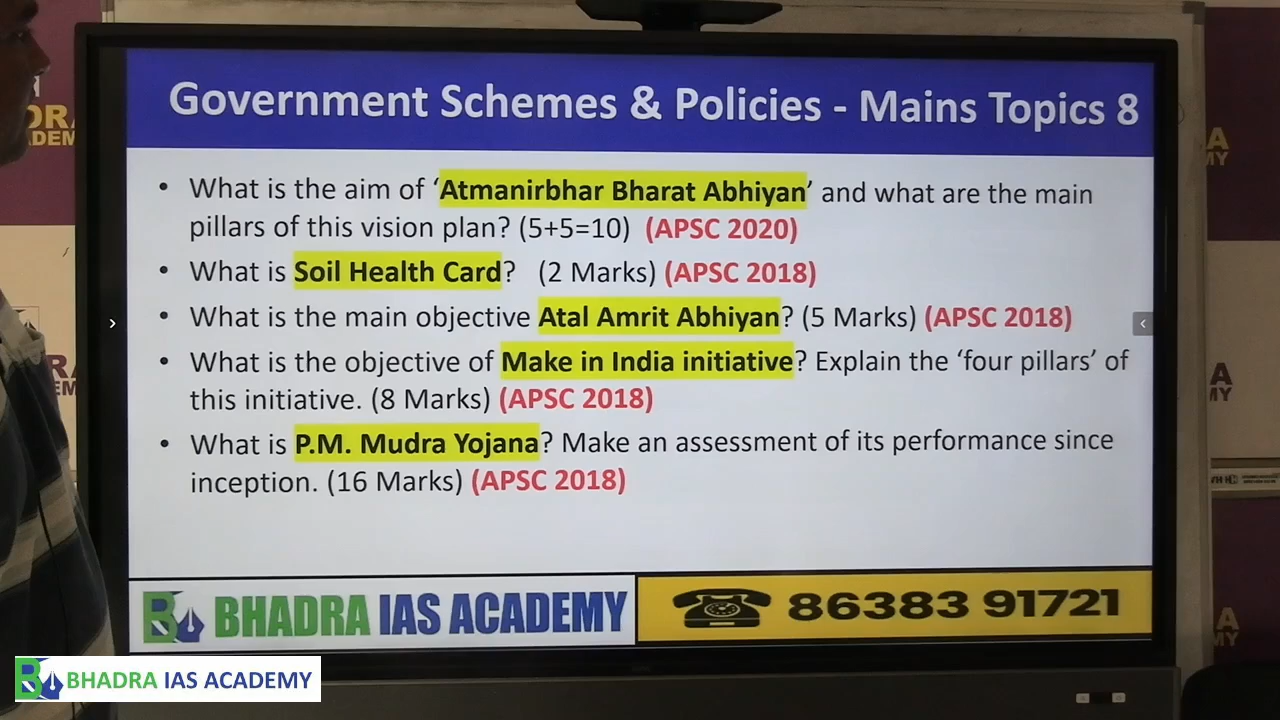 Government Schemes & Policies - Mains Topics 8
• What is the aim of ‘Atmanirbhar Bharat Abhiyan’ and what are the main
pillars of this vision plan? (5+5=10) (APSC 2020)
• What is Soil Health Card? (2 Marks) (APSC 2018)
• What is the main objective Atal Amrit Abhiyan? (5 Marks) (APSC 2018)
• What is the objective of Make in India initiative? Explain the ‘four pillars’ of
this initiative. (8 Marks) (APSC 2018)
• What is P.M. Mudra Yojana? Make an assessment of its performance since
inception. (16 Marks) (APSC 2018)
BHADRA IAS ACADEMY
86383 91721
BHADRA IAS ACADEMY